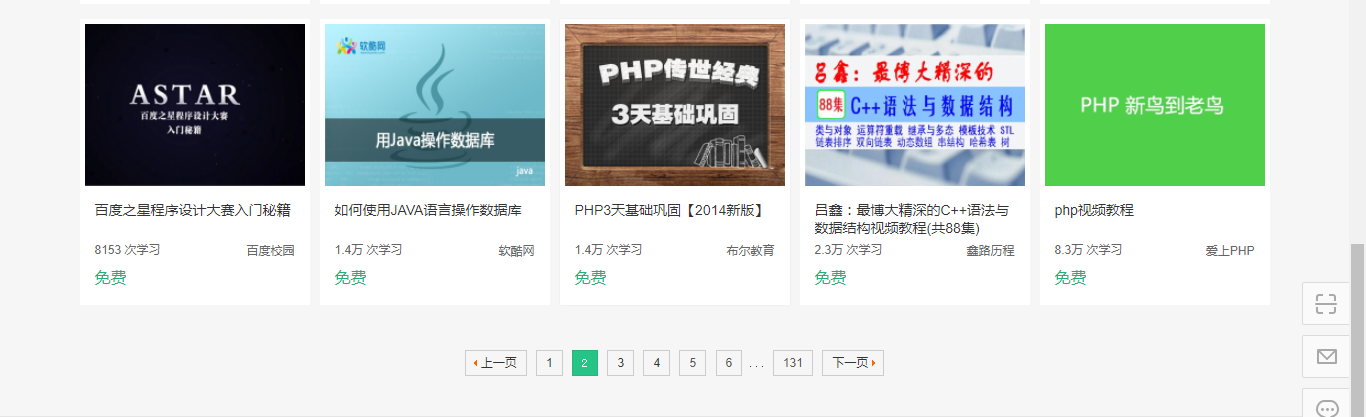 ASTAR
百度之星程序设计大赛
入门秘籍
软酷网
用Java操作数据库
java
PHP传世经典
3天基础巩固
吕鑫：最博大精深的
88集 C++语法与数据结构
类与对象 运算符重载 继承与多态 模板技术 STL
链表排序 双向链表 动态数组 串结构 哈希表 树
PHP 新鸟到老鸟
百度之星程序设计大赛入门秘籍
8153 次学习 百度校园
免费
如何使用JAVA语言操作数据库
1.4万 次学习 软酷网
免费
PHP3天基础巩固【2014新版】
1.4万 次学习 布尔教育
免费
吕鑫：最博大精深的C++语法与
数据结构视频教程(共88集)
2.3万 次学习 鑫路历程
免费
php视频教程
8.3万 次学习 爱上PHP
免费
上一页 1 2 3 4 5 6 ... 131 下一页